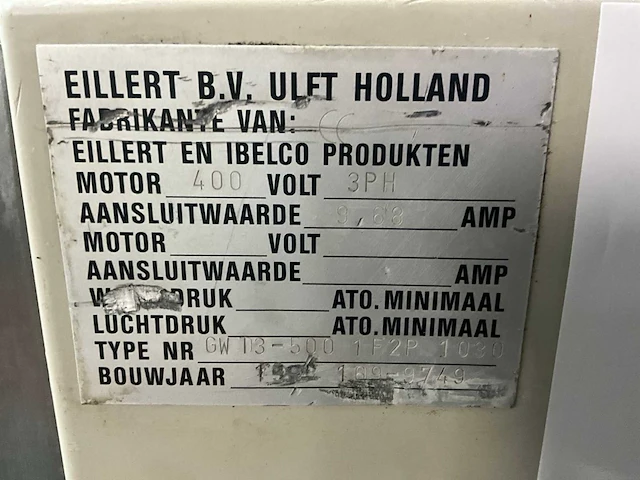 EILLERT B.V. ULFT HOLLAND
FABRIKANTE VAN:
EILLERT EN IBELCO PRODUKTEN
MOTOR 400 VOLT 3PH
AANSLUITWAARDE AMP
MOTOR VOLT
AANSLUITWAARDE AMP
ATO. MINIMAAL
LUCHTDRUK ATO. MINIMAAL
TYPE NR 1F2P
BOUWJAAR